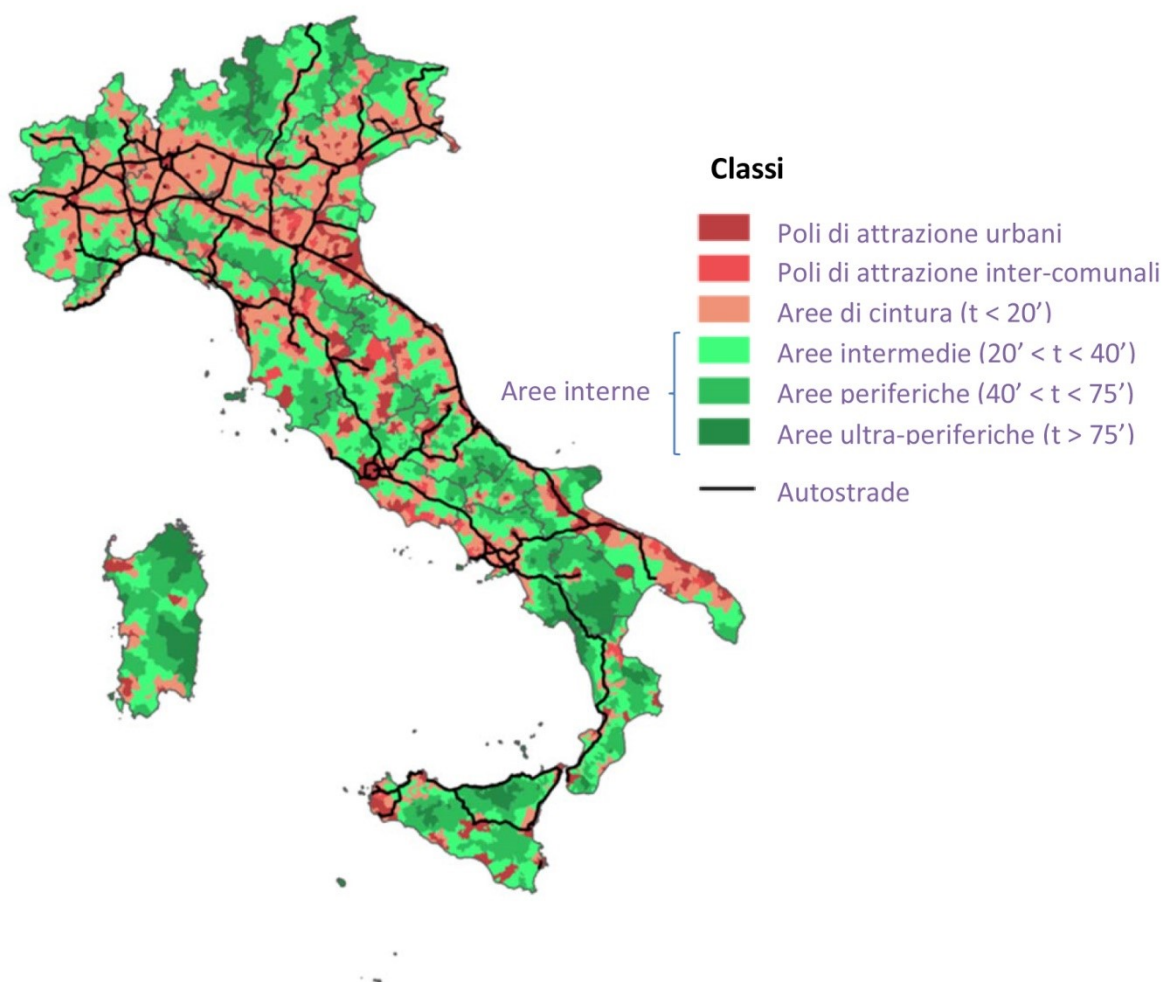 Classi
Poli di attrazione urbani
Poli di attrazione inter-comunali
Aree di cintura (t < 20')
Aree interne
Aree intermedie (20' < t < 40')
Aree periferiche (40' < t < 75')
Aree ultra-periferiche (t > 75')
Autostrade